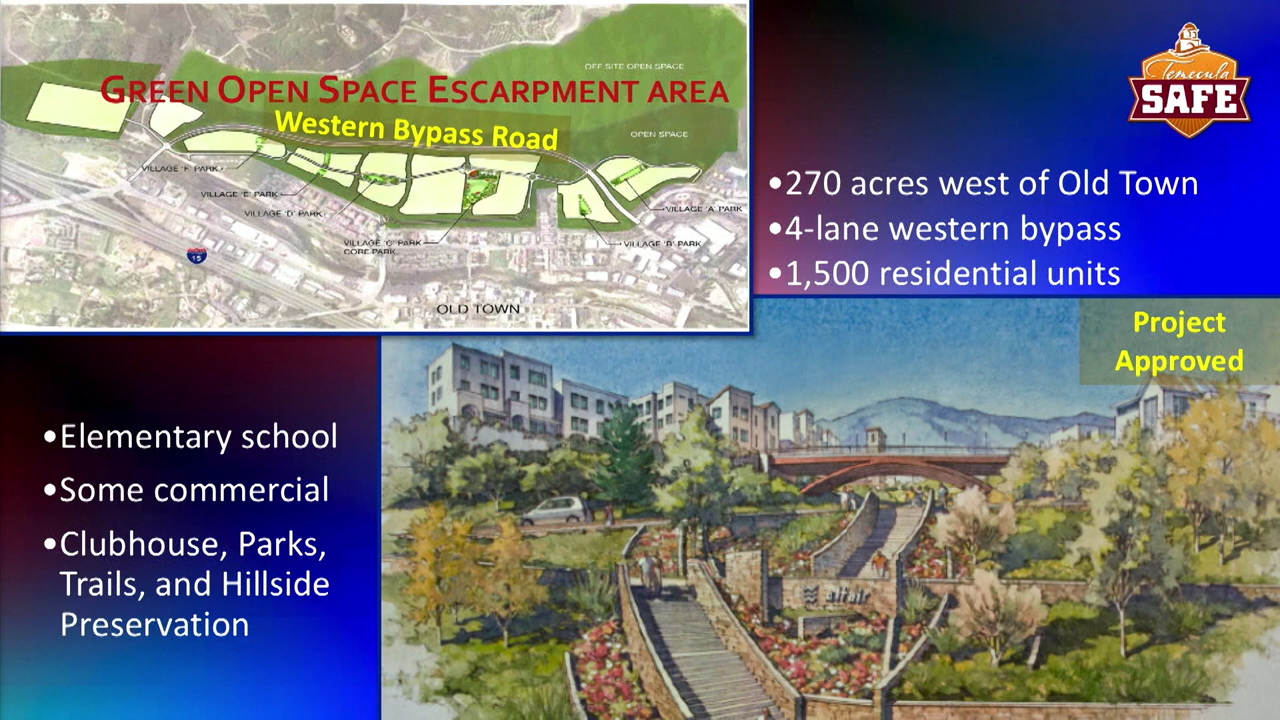 OFF SITE OPEN SPACE
GREEN OPEN SPACE ESCARPMENT AREA
Western Bypass Road
OPEN SPACE
VILLAGE 'F' PARK
VILLAGE 'E' PARK
VILLAGE 'D' PARK
VILLAGE 'C' PARK
CORE PARK
VILLAGE 'A' PARK
VILLAGE 'B' PARK
15
OLD TOWN
Temecula
SAFE
•270 acres west of Old Town
•4-lane western bypass
•1,500 residential units
Project
Approved
•Elementary school
•Some commercial
•Clubhouse, Parks,
Trails, and Hillside
Preservation
altair